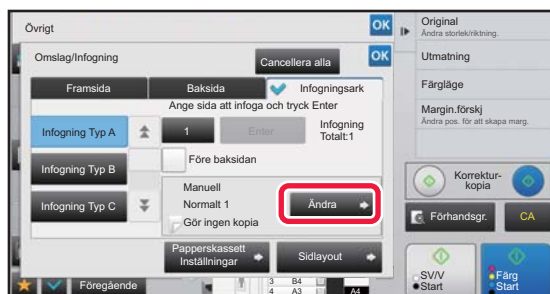 Övrigt
OK
Omslag/Infogning
Cancellera alla
OK
Framsida
Baksida
Infogningsark
Ange sida att infoga och tryck Enter
Infogning Typ A
1
Enter
Infogning
Totalt:1
Före baksidan
Infogning Typ B
Manuell
Normalt 1
Ändra
Infogning Typ C
Gör ingen kopia
Papperskassett
Inställningar
Sidlayout
Föregående
3 B4
4 A3
A4
Original
Ändra storlek/riktning.
Utmatning
Färgläge
Margin.förskj
Ändra pos. för att skapa marg.
Korrektur-
kopia
Förhandsgr.
CA
SV/V
Start
Färg
Start